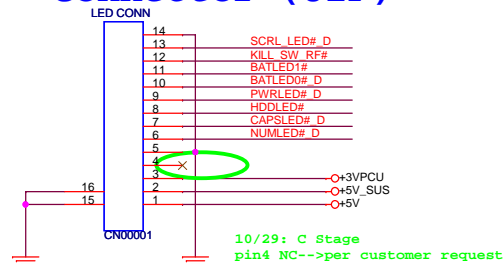 LED CONN
14
13 SCRL_LED#_D
12 KILL_SW_RF#
11 BATLED1#
10 BATLED0#_D
9 PWRLED#_D
8 HDDLED#
7 CAPSLED#_D
6 NUMLED#_D
5
4
3 +3VPCU
16 2 +5V_SUS
15 1 +5V
CN00001
10/29: C Stage
pin4 NC-->per customer request